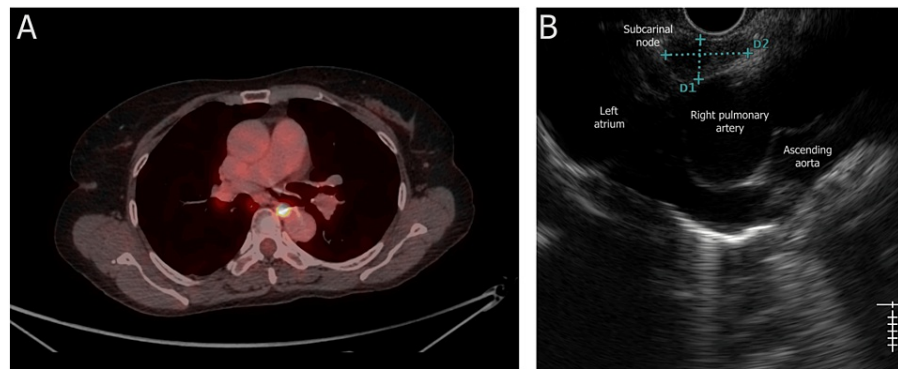 A
B
Subcarinal
node
D2
D1
Left
atrium
Right pulmonary
artery
Ascending
aorta